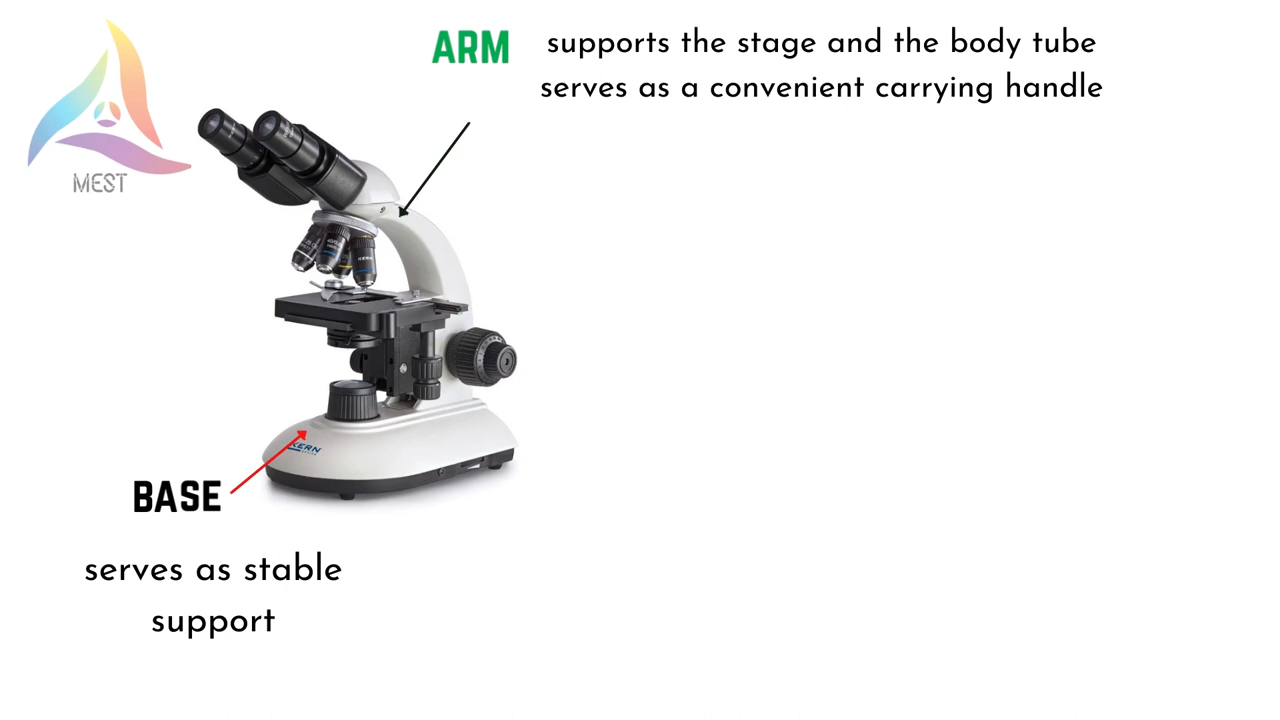 ARM
supports the stage and the body tube
serves as a convenient carrying handle
MEST
KERN
BASE
serves as stable
support